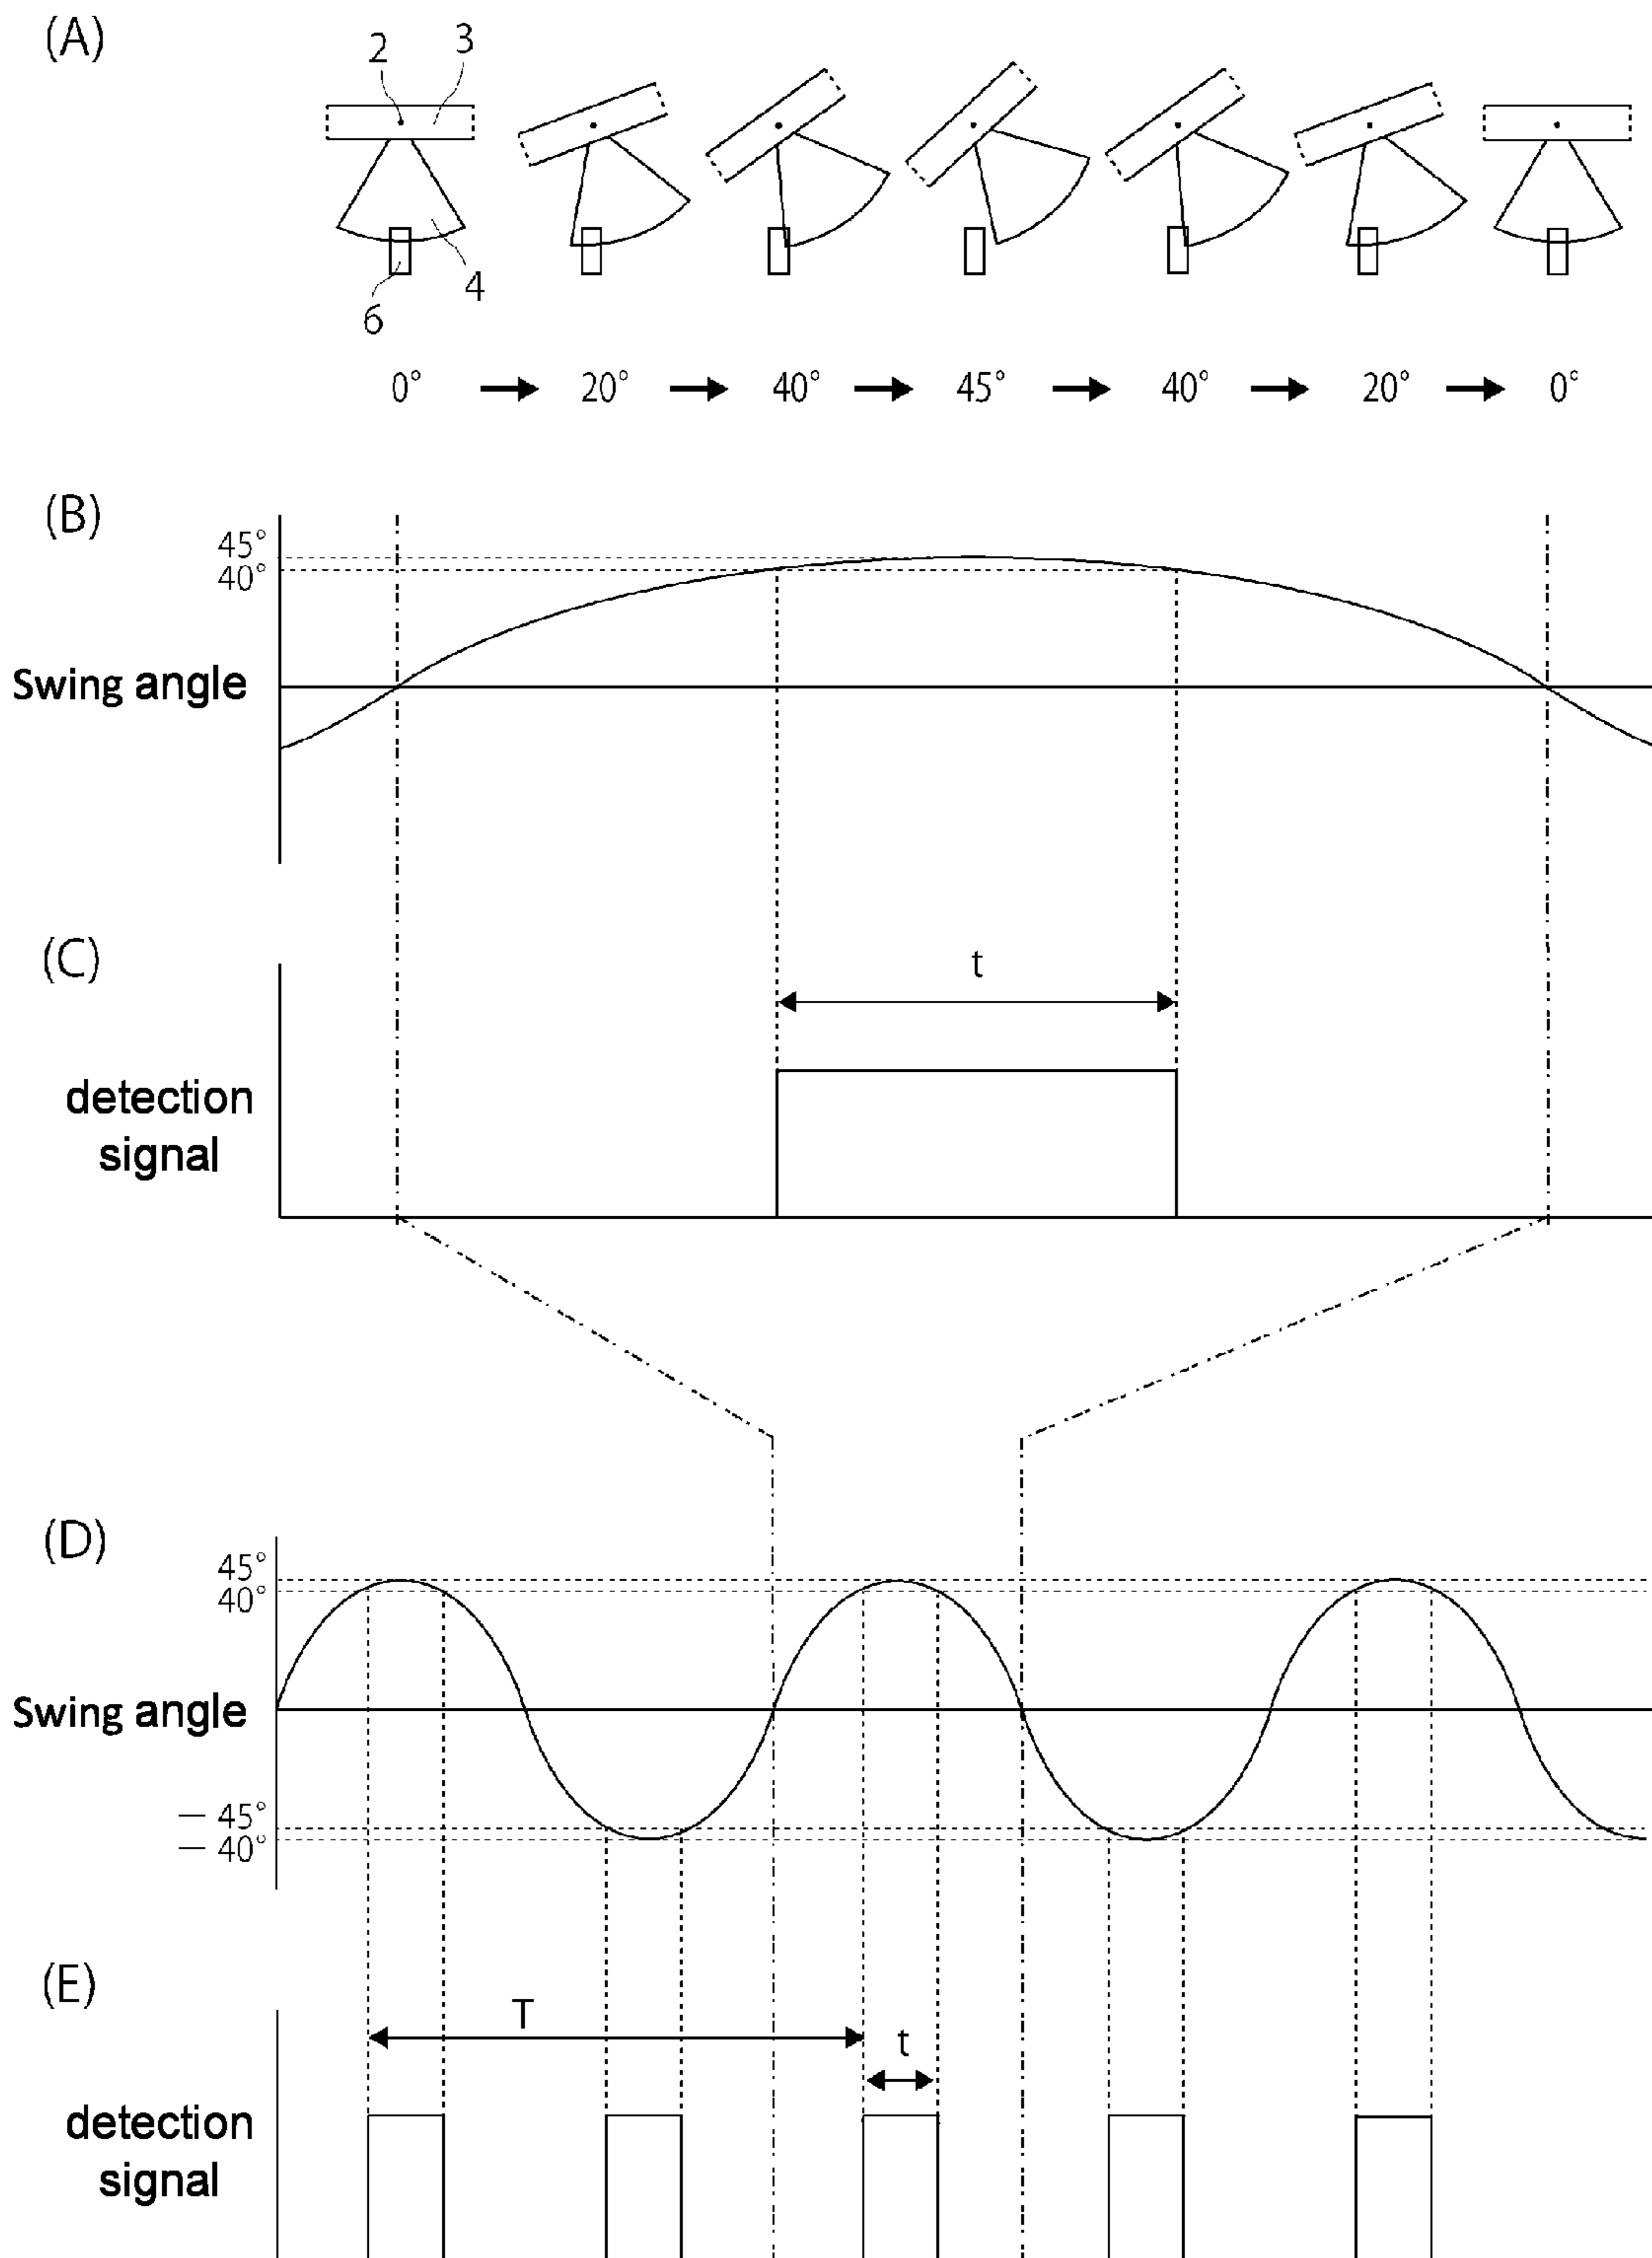 (A)
2 3
4
6
0° 20° 40° 45° 40° 20° 0°
(B)
45°
40°
Swing angle
(C)
t
detection
signal
(D)
45°
40°
Swing angle
— 45°
— 40°
(E)
T
t
detection
signal